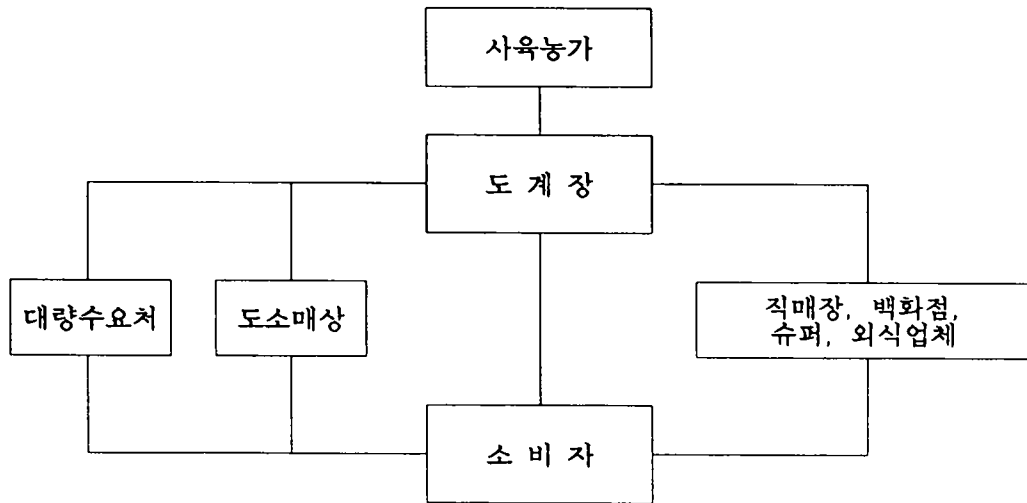 사육농가
도 계 장
대량수요처
도소매상
직매장, 백화점,
슈퍼, 외식업체
소 비 자